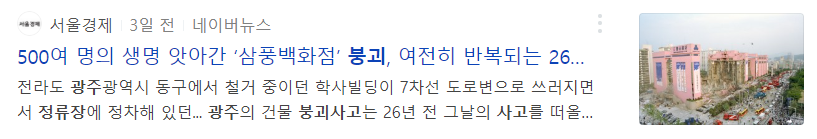 서울경제 서울경제 3일 전 네이버뉴스
500여 명의 생명 앗아간 '삼풍백화점' 붕괴, 여전히 반복되는 26...
전라도 광주광역시 동구에서 철거 중이던 학사빌딩이 7차선 도로변으로 쓰러지면
서 정류장에 정차해 있던... 광주의 건물 붕괴사고는 26년 전 그날의 사고를 떠올...